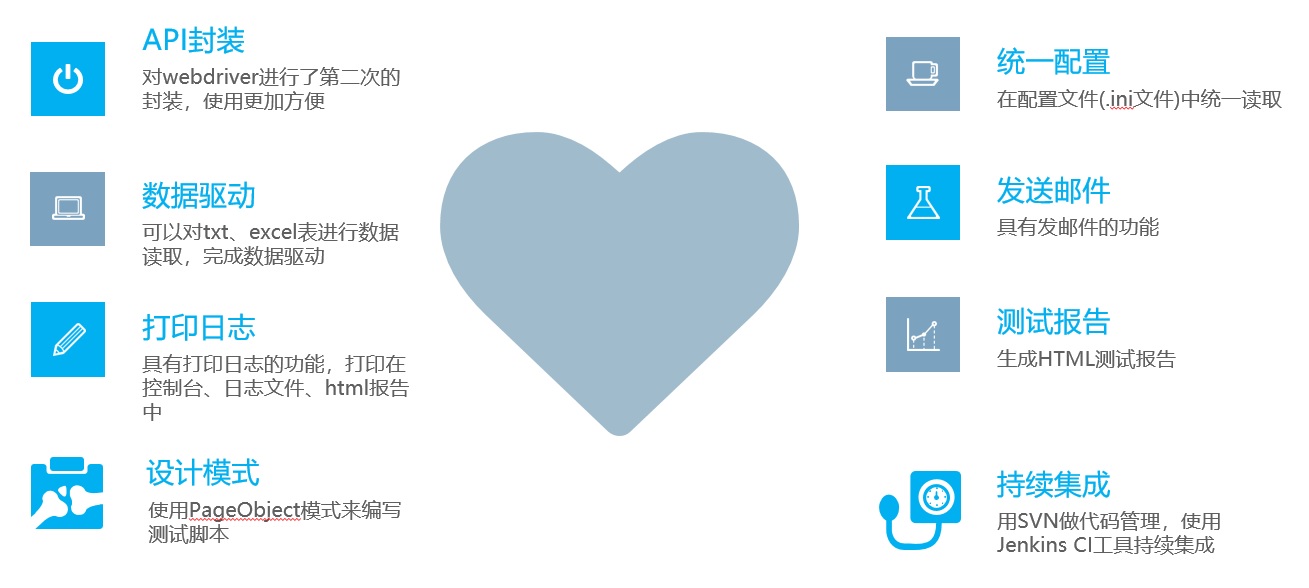 API封装
对webdriver进行了第二次的
封装，使用更加方便
数据驱动
可以对txt、excel表进行数据
读取，完成数据驱动
打印日志
具有打印日志的功能，打印在
控制台、日志文件、html报告
中
设计模式
使用PageObject模式来编写
测试脚本
统一配置
在配置文件(.ini文件)中统一读取
发送邮件
具有发邮件的功能
测试报告
生成HTML测试报告
持续集成
用SVN做代码管理，使用
Jenkins CI工具持续集成